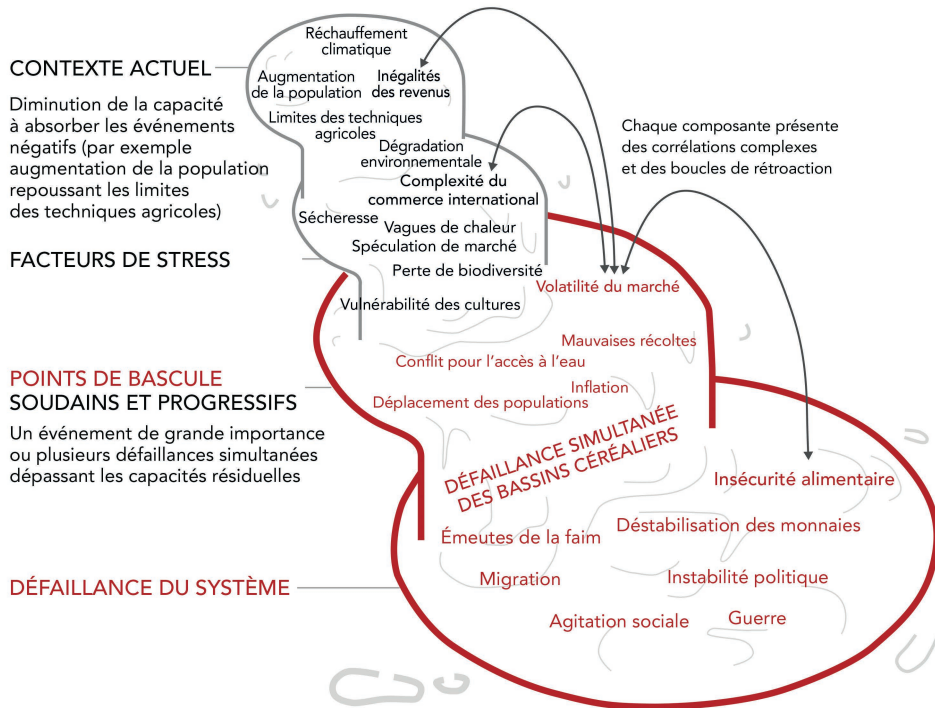 CONTEXTE ACTUEL
Diminution de la capacité
à absorber les événements
négatifs (par exemple
augmentation de la population
repoussant les limites
des techniques agricoles)
FACTEURS DE STRESS
POINTS DE BASCULE
SOUDAINS ET PROGRESSIFS
Un événement de grande importance
ou plusieurs défaillances simultanées
dépassant les capacités résiduelles
DÉFAILLANCE DU SYSTÈME
Réchauffement
climatique
Augmentation
de la population
Inégalités
des revenus
Limites des techniques
agricoles
Dégradation
environnementale
Complexité du
commerce international
Sécheresse
Vagues de chaleur
Spéculation de marché
Perte de biodiversité
Vulnérabilité des cultures
Chaque composante présente
des corrélations complexes
et des boucles de rétroaction
Volatilité du marché
Mauvaises récoltes
Conflit pour l'accès à l'eau
Inflation
Déplacement des populations
DÉFAILLANCE SIMULTANÉE
DES BASSINS CÉRÉALIERS
Insécurité alimentaire
Déstabilisation des monnaies
Émeutes de la faim
Migration
Instabilité politique
Agitation sociale
Guerre